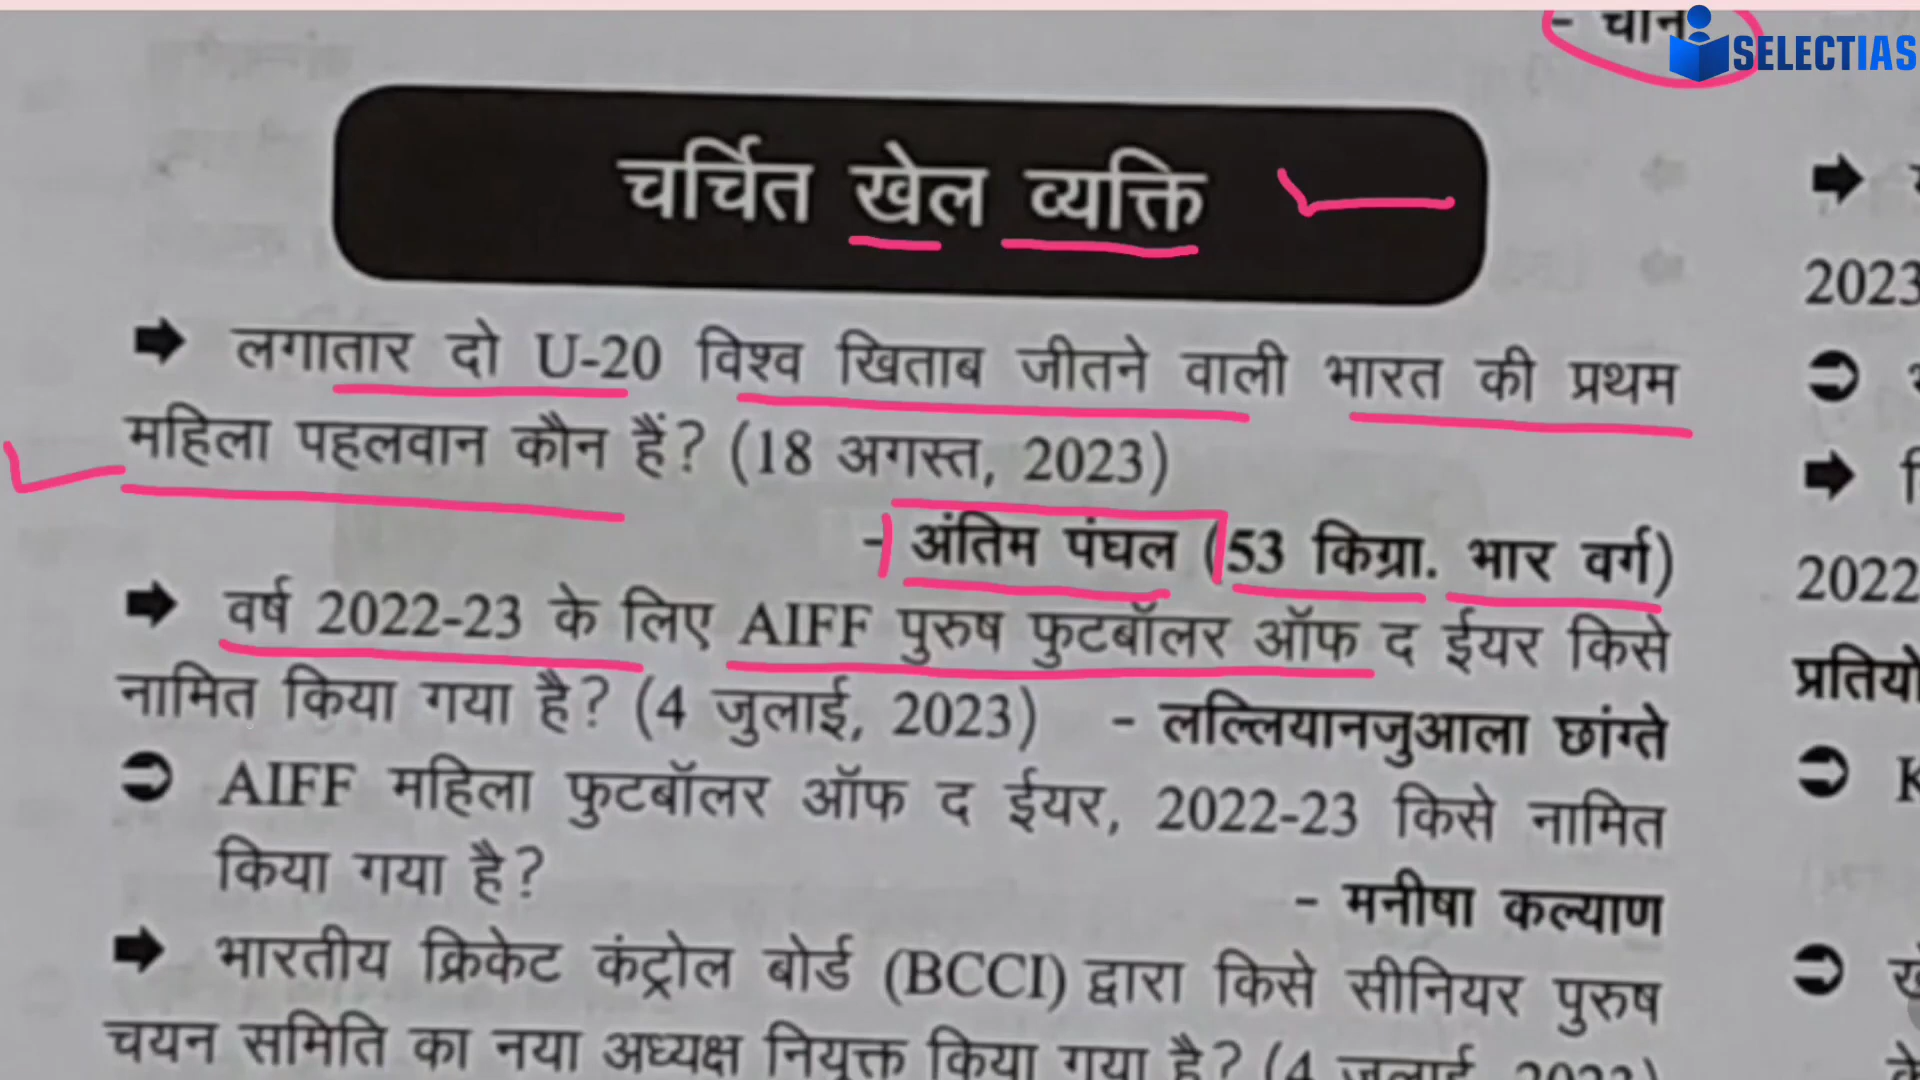 - चीन
SELECTIAS
चर्चित खेल व्यक्ति
लगातार दो U-20 विश्व खिताब जीतने वाली भारत की प्रथम
महिला पहलवान कौन हैं? (18 अगस्त, 2023)
- अंतिम पंघल (53 किग्रा. भार वर्ग)
वर्ष 2022-23 के लिए AIFF पुरुष फुटबॉलर ऑफ द ईयर किसे
नामित किया गया है? (4 जुलाई, 2023) - लल्लियानजुआला छांग्ते
AIFF महिला फुटबॉलर ऑफ द ईयर, 2022-23 किसे नामित
किया गया है?
- मनीषा कल्याण
भारतीय क्रिकेट कंट्रोल बोर्ड (BCCI) द्वारा किसे सीनियर पुरुष
चयन समिति का नया अध्यक्ष नियुक्त किया गया है? (4 जुलाई, 2023)
2023
2022